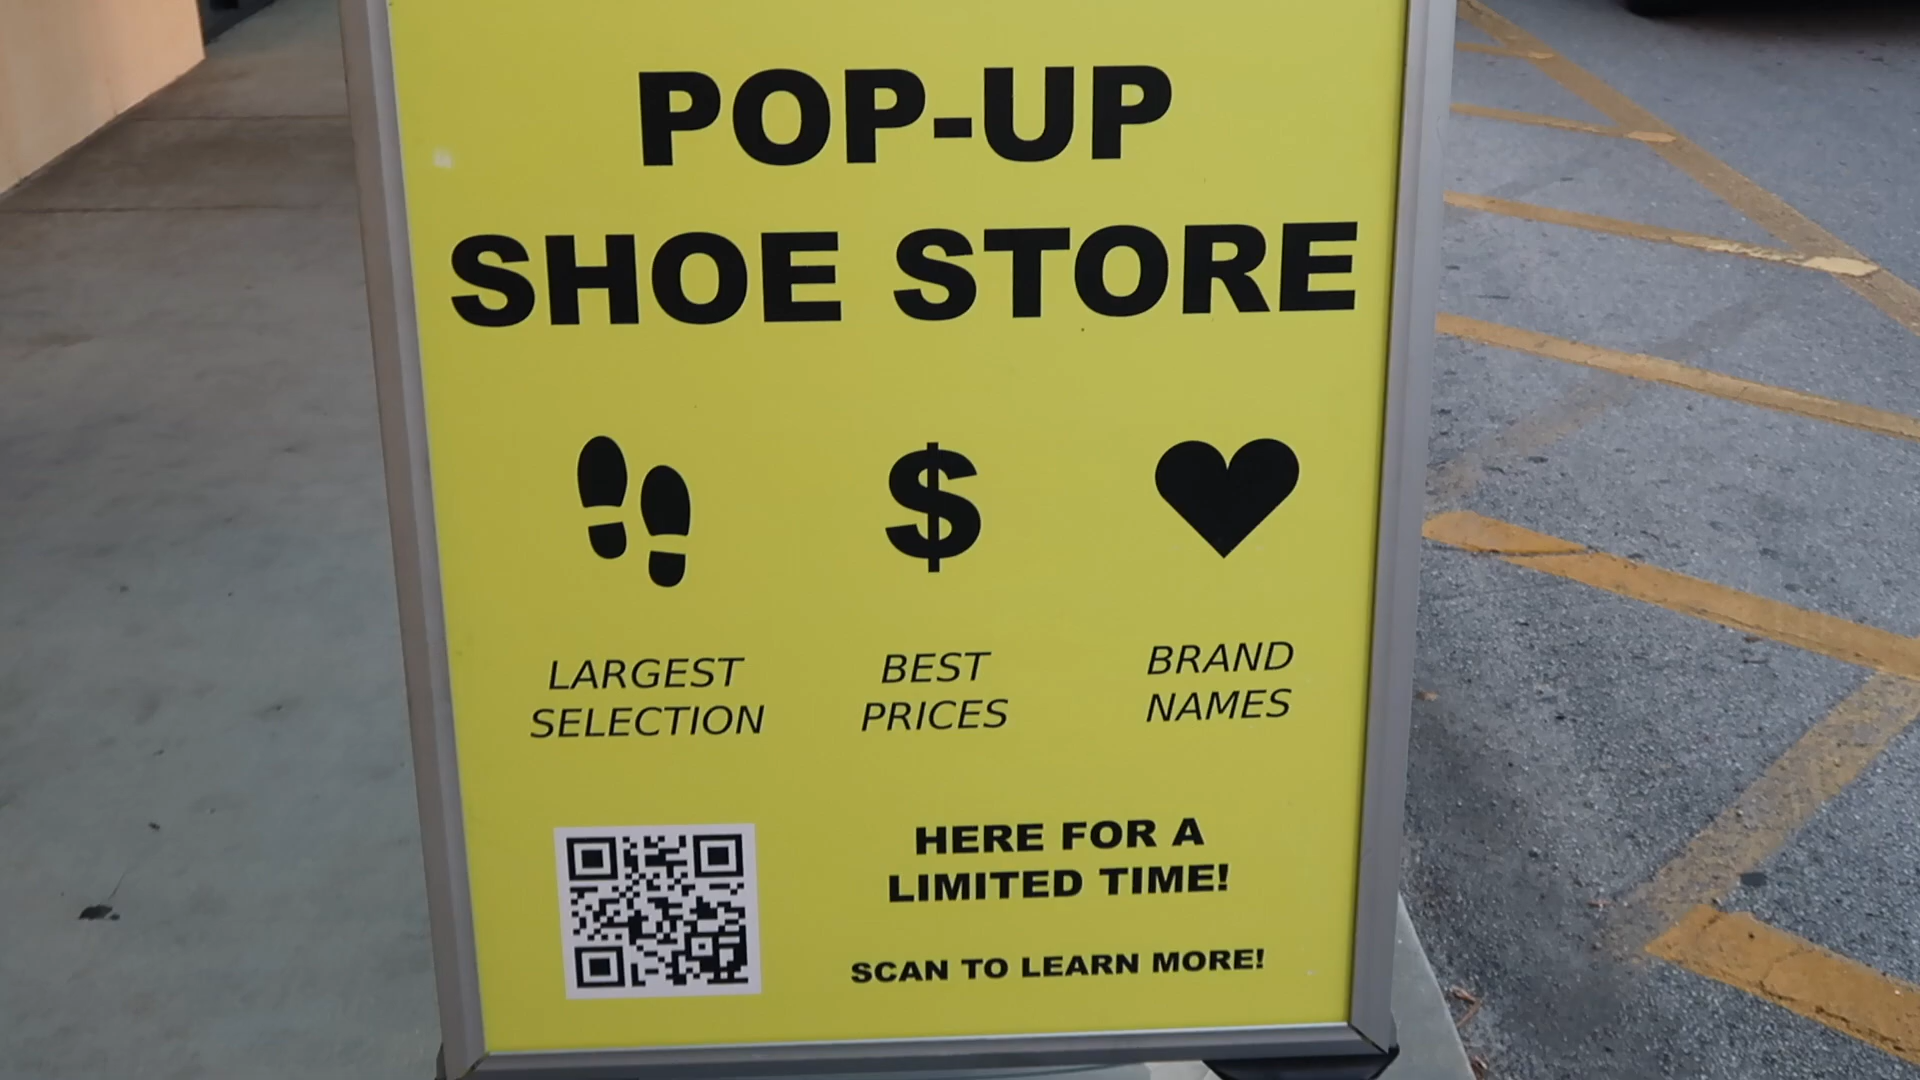 POP-UP
SHOE STORE
$
LARGEST
SELECTION
BEST
PRICES
BRAND
NAMES
HERE FOR A
LIMITED TIME!
SCAN TO LEARN MORE!